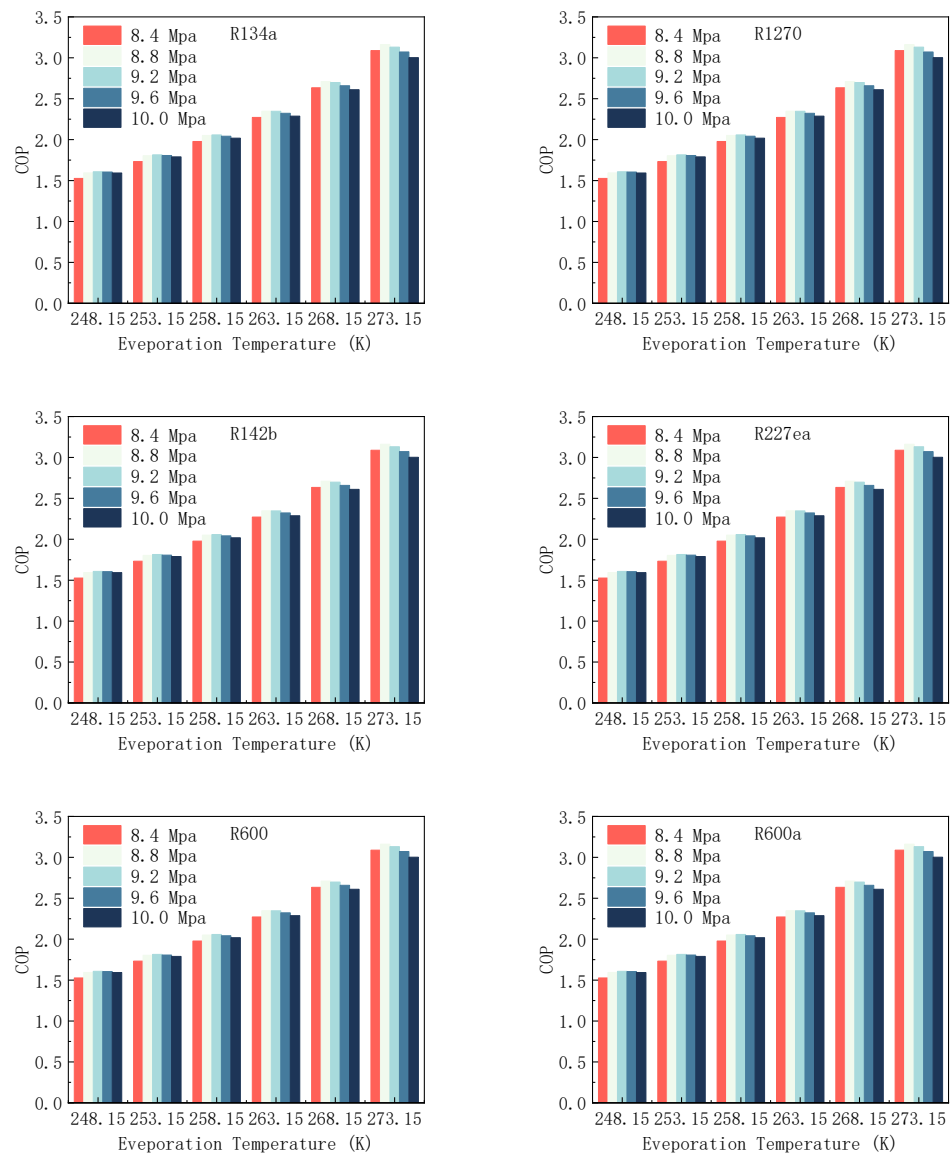 3.5
3.0
2.5
2.0
1.5
1.0
0.5
0.0
COP
8.4 Mpa
8.8 Mpa
9.2 Mpa
9.6 Mpa
10.0 Mpa
R134a
248.15 253.15 258.15 263.15 268.15 273.15
Eveporation Temperature (K)
3.5
3.0
2.5
2.0
1.5
1.0
0.5
0.0
COP
8.4 Mpa
8.8 Mpa
9.2 Mpa
9.6 Mpa
10.0 Mpa
R1270
248.15 253.15 258.15 263.15 268.15 273.15
Eveporation Temperature (K)
3.5
3.0
2.5
2.0
1.5
1.0
0.5
0.0
COP
8.4 Mpa
8.8 Mpa
9.2 Mpa
9.6 Mpa
10.0 Mpa
R142b
248.15 253.15 258.15 263.15 268.15 273.15
Eveporation Temperature (K)
3.5
3.0
2.5
2.0
1.5
1.0
0.5
0.0
COP
8.4 Mpa
8.8 Mpa
9.2 Mpa
9.6 Mpa
10.0 Mpa
R227ea
248.15 253.15 258.15 263.15 268.15 273.15
Eveporation Temperature (K)
3.5
3.0
2.5
2.0
1.5
1.0
0.5
0.0
COP
8.4 Mpa
8.8 Mpa
9.2 Mpa
9.6 Mpa
10.0 Mpa
R600
248.15 253.15 258.15 263.15 268.15 273.15
Eveporation Temperature (K)
3.5
3.0
2.5
2.0
1.5
1.0
0.5
0.0
COP
8.4 Mpa
8.8 Mpa
9.2 Mpa
9.6 Mpa
10.0 Mpa
R600a
248.15 253.15 258.15 263.15 268.15 273.15
Eveporation Temperature (K)